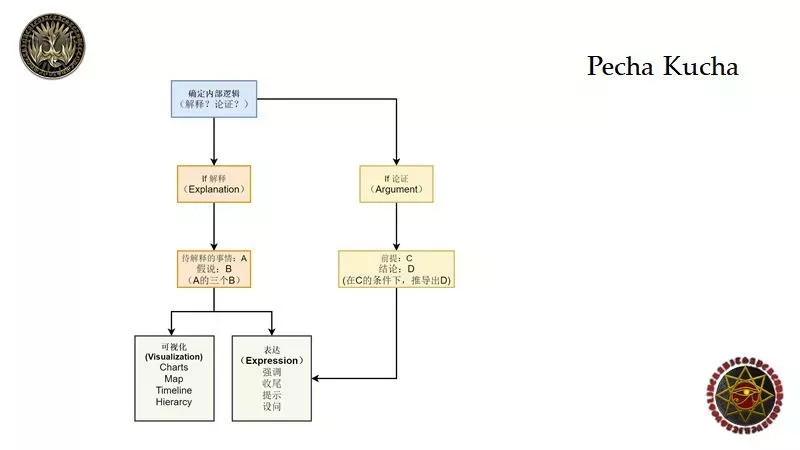 Pecha Kucha
确定内部逻辑
（解释？论证？）
If 解释
（Explanation）
If 论证
（Argument）
待解释的事情：A
假说：B
（A的三个B）
前提：C
结论：D
(在C的条件下，推导出D)
可视化
(Visualization)
Charts
Map
Timeline
Hierarcy
表达
（Expression）
强调
收尾
提示
设问